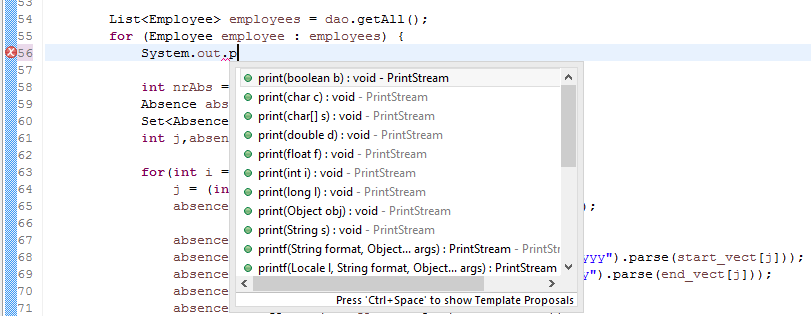 53
54 List<Employee> employees = dao.getAll();
55 for (Employee employee : employees) {
56 System.out.p
57
58 int nrAbs =
59 Absence abs
60 Set<Absence
61 int j,absen
62
63 for(int i =
64 j = (in
65 absence );
66
67 absence
68 absence yyy").parse(start_vect[j]));
69 absence y").parse(end_vect[j]));
70 absence
71
print(boolean b) : void - PrintStream
print(char c) : void - PrintStream
print(char[] s) : void - PrintStream
print(double d) : void - PrintStream
print(float f) : void - PrintStream
print(int i) : void - PrintStream
print(long l) : void - PrintStream
print(Object obj) : void - PrintStream
print(String s) : void - PrintStream
printf(String format, Object... args) : PrintStream - PrintStr
printf(Locale l, String format, Object... args) : PrintStream
Press 'Ctrl+Space' to show Template Proposals